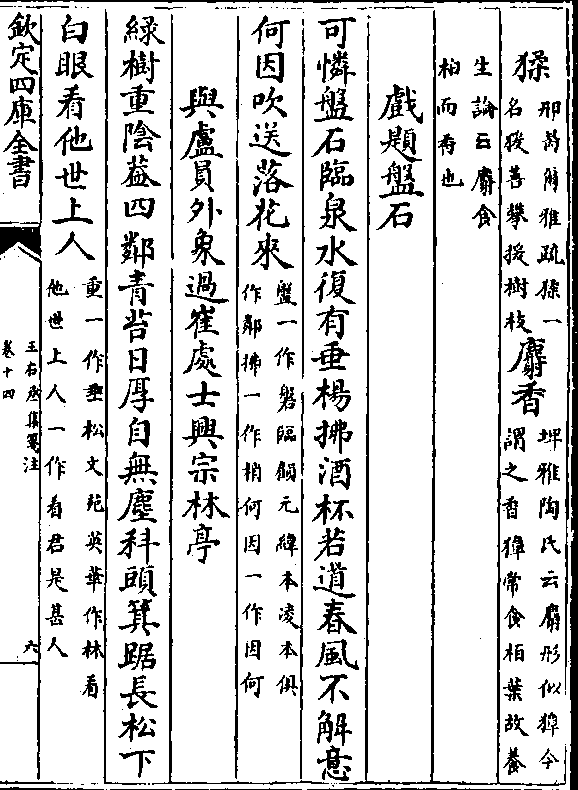 猱邢昺爾雅疏猱一名猨善攀援樹枝麝香埤雅陶氏云麝形似獐今謂之香獐常食柏葉故養
生論云麝食柏而香也
戲題盤石
可憐盤石臨泉水復有垂楊拂酒杯若道春風不解意
何因吹送落花來盤一作磐臨顧元緯本凌本俱作鄰拂一作梢何因一作因何
與盧員外象過崔處士興宗林亭
綠樹重陰葢四鄰青苔日厚自無塵科頭箕踞長松下
白眼看他世上人重一作垂松文苑英華作林看他世上人一作看君是甚人
欽定四庫全書
王右丞集箋注
卷十四
六